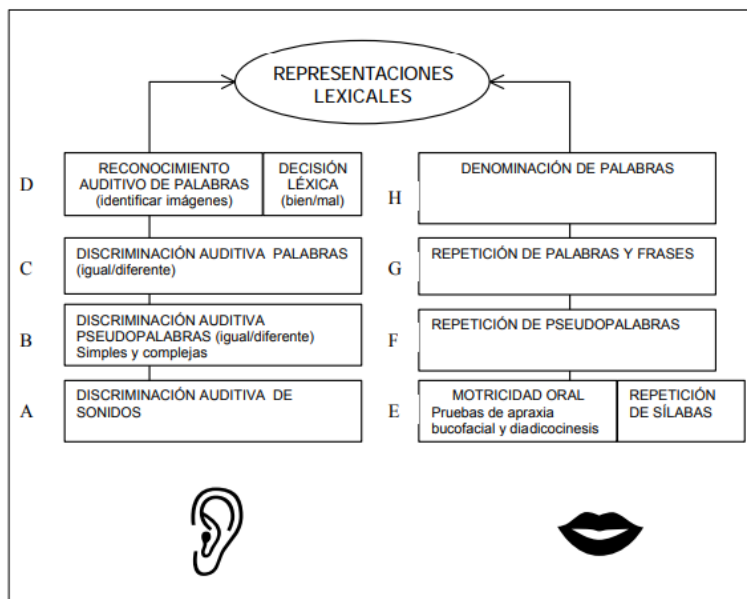 REPRESENTACIONES
LEXICALES
D
RECONOCIMIENTO
AUDITIVO DE PALABRAS
(identificar imágenes)
DECISIÓN
LÉXICA
(bien/mal)
C
DISCRIMINACIÓN AUDITIVA PALABRAS
(igual/diferente)
B
DISCRIMINACIÓN AUDITIVA
PSEUDOPALABRAS (igual/diferente)
Simples y complejas
A
DISCRIMINACIÓN AUDITIVA DE
SONIDOS
H
DENOMINACIÓN DE PALABRAS
G
REPETICIÓN DE PALABRAS Y FRASES
F
REPETICIÓN DE PSEUDOPALABRAS
E
MOTRICIDAD ORAL
Pruebas de apraxia
bucofacial y diadicocinesis
REPETICIÓN
DE SÍLABAS